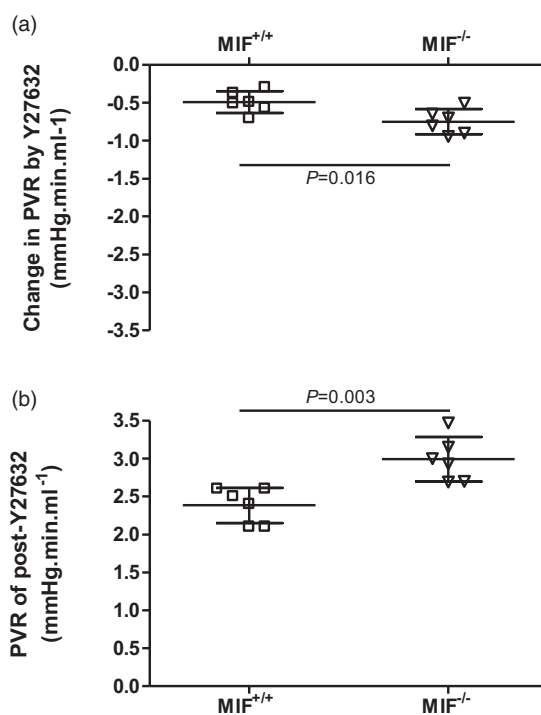 (a)
MIF+/+ MIF-/-
0.0
-0.5
-1.0
-1.5
-2.0
-2.5
-3.0
-3.5
Change in PVR by Y27632
(mmHg.min.ml-1)
P=0.016
(b)
P=0.003
3.5
3.0
2.5
2.0
1.5
1.0
0.5
0.0
PVR of post-Y27632
(mmHg.min.ml-1)
MIF+/+ MIF-/-